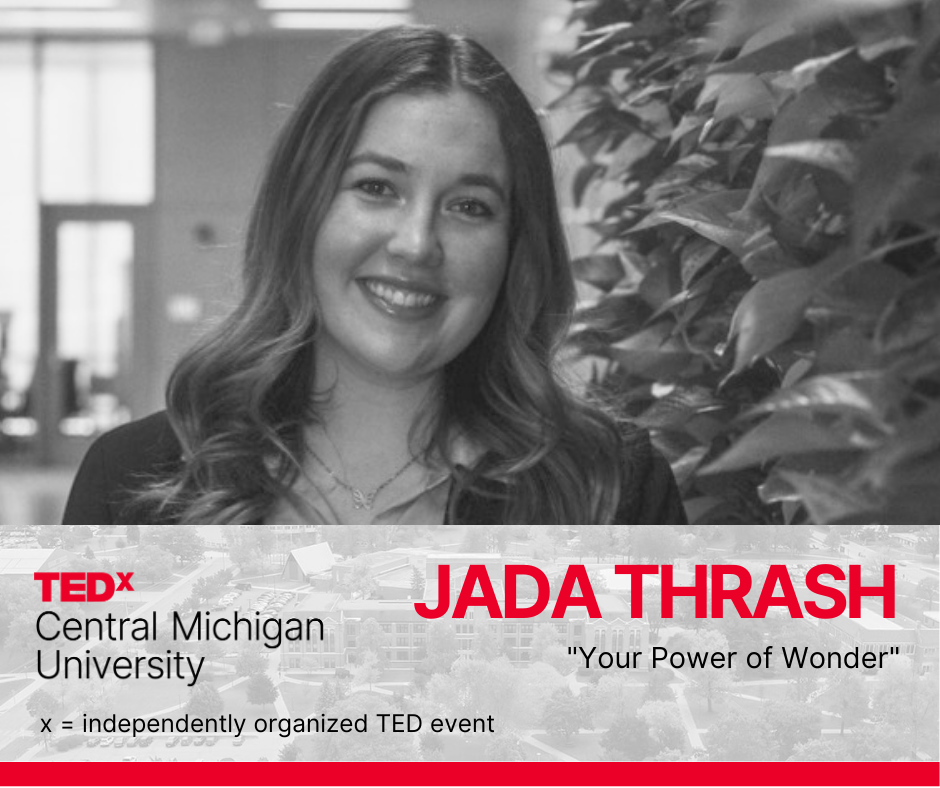 TEDx
Central Michigan
University
x = independently organized TED event
JADA THRASH
"Your Power of Wonder"